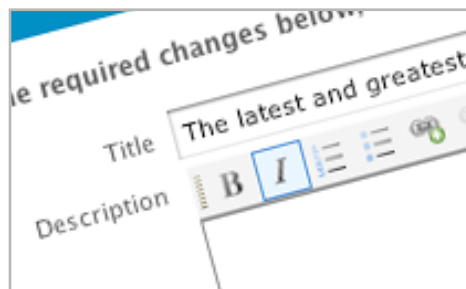 e required changes below,
Title The latest and greatest
Description
B I